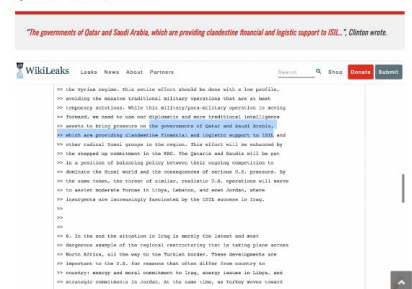 "The governments of Qatar and Saudi Arabia, which are providing clandestine financial and logistic support to ISIL...", Clinton wrote.
WikiLeaks Leaks News About Partners Search Shop Donate Submit
>> the Syrian regime. This entire effort should be done with a low profile,
>> avoiding the massive traditional military operations that are at best
>> temporary solutions. While this military/para-military operation is moving
>> forward, we need to use our diplomatic and more traditional intelligence
>> assets to bring pressure on the governments of Qatar and Saudi Arabia,
>> which are providing clandestine financial and logistic support to ISIL and
>> other radical Sunni groups in the region. This effort will be enhanced by
>> the stepped up commitment in the KRG. The Qataris and Saudis will be put
>> in a position of balancing policy between their ongoing competition to
>> dominate the Sunni world and the consequences of serious U.S. pressure. By
>> the same token, the threat of similar, realistic U.S. operations will serve
>> to assist moderate forces in Libya, Lebanon, and even Jordan, where
>> insurgents are increasingly fascinated by the ISIL success in Iraq.
>>
>>
>>
>> 6. In the end the situation in Iraq is merely the latest and most
>> dangerous example of the regional restructuring that is taking place across
>> North Africa, all the way to the Turkish border. These developments are
>> important to the U.S. for reasons that often differ from country to
>> country: energy and moral commitment to Iraq, energy issues in Libya, and
>> strategic commitments in Jordan. At the same time, as Turkey moves toward